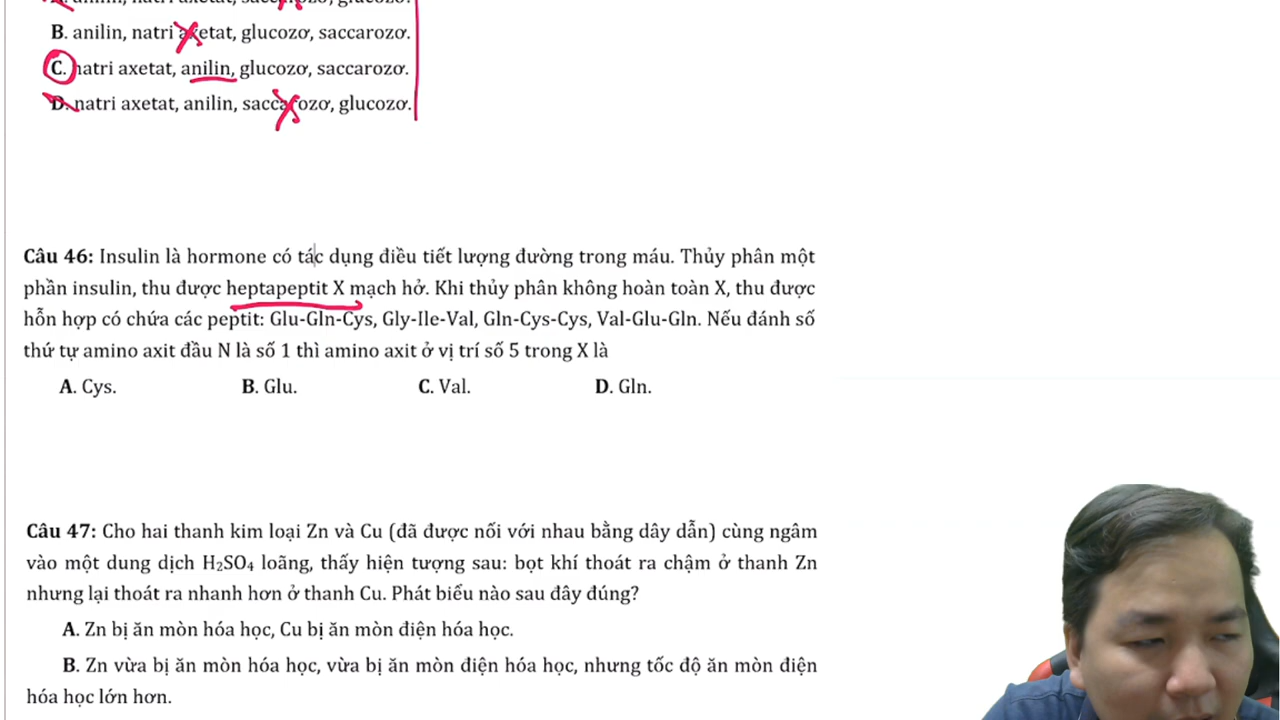 B. anilin, natri axetat, glucozơ, saccarozơ.
C. natri axetat, anilin, glucozơ, saccarozơ.
D. natri axetat, anilin, saccarozơ, glucozơ.
Câu 46: Insulin là hormone có tác dụng điều tiết lượng đường trong máu. Thủy phân một
phần insulin, thu được heptapeptit X mạch hở. Khi thủy phân không hoàn toàn X, thu được
hỗn hợp có chứa các peptit: Glu-Gln-Cys, Gly-Ile-Val, Gln-Cys-Cys, Val-Glu-Gln. Nếu đánh số
thứ tự amino axit đầu N là số 1 thì amino axit ở vị trí số 5 trong X là
A. Cys. B. Glu. C. Val. D. Gln.
Câu 47: Cho hai thanh kim loại Zn và Cu (đã được nối với nhau bằng dây dẫn) cùng ngâm
vào một dung dịch H₂SO₄ loãng, thấy hiện tượng sau: bọt khí thoát ra chậm ở thanh Zn
nhưng lại thoát ra nhanh hơn ở thanh Cu. Phát biểu nào sau đây đúng?
A. Zn bị ăn mòn hóa học, Cu bị ăn mòn điện hóa học.
B. Zn vừa bị ăn mòn hóa học, vừa bị ăn mòn điện hóa học, nhưng tốc độ ăn mòn điện
hóa học lớn hơn.